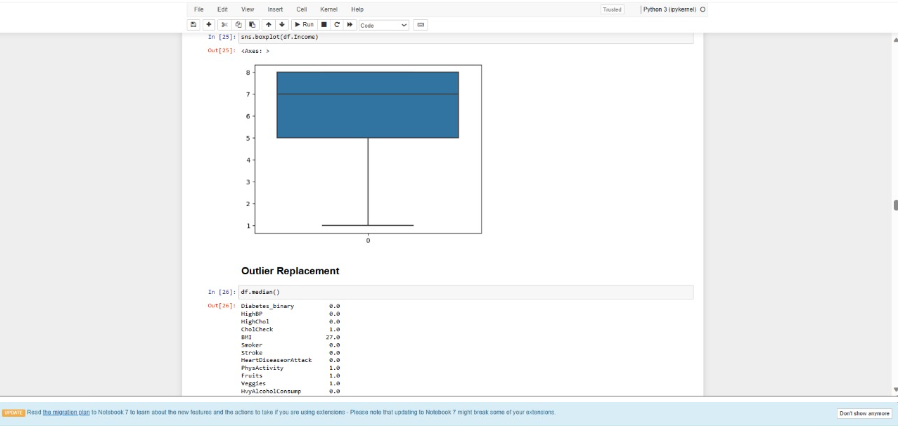 File Edit View Insert Cell Kernel Help Trusted Python 3 (ipykernel)
Run Code
In [25]: sns.boxplot(df.Income)
Out[25]: <Axes: >
8
7
6
5
4
3
2
1
0
Outlier Replacement
In [26]: df.median()
Out[26]: Diabetes_binary 0.0
HighBP 0.0
HighChol 0.0
CholCheck 1.0
BMI 27.0
Smoker 0.0
Stroke 0.0
HeartDiseaseorAttack 0.0
PhysActivity 1.0
Fruits 1.0
Veggies 1.0
HvyAlcoholConsump 0.0
UPDATE Read the migration plan to Notebook 7 to learn about the new features and the actions to take if you are using extensions - Please note that updating to Notebook 7 might break some of your extensions. Don't show anymore